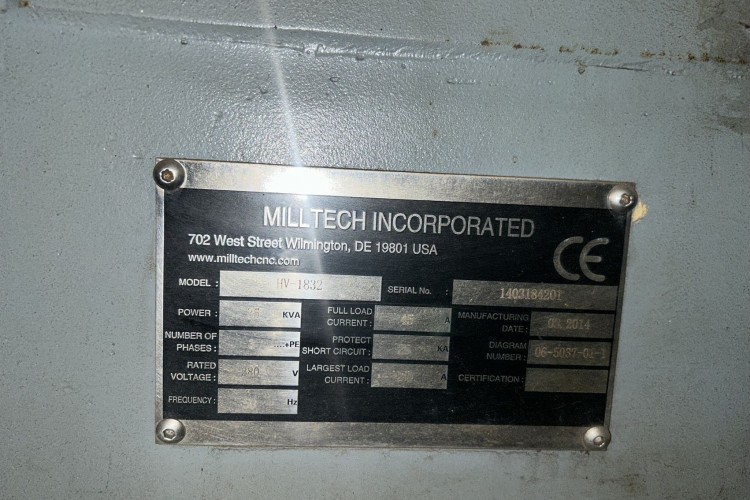 MILLTECH INCORPORATED
702 West Street Wilmington, DE 19801 USA
www.milltechcnc.com
CE
MODEL : HV-1832 SERIAL No. : 1403184201
POWER : KVA FULL LOAD CURRENT : 45 A MANUFACTURING DATE : 03.2014
NUMBER OF PHASES : +PE PROTECT SHORT CIRCUIT : KA DIAGRAM NUMBER :
RATED VOLTAGE : 380 V LARGEST LOAD CURRENT : A CERTIFICATION :
FREQUENCY : Hz